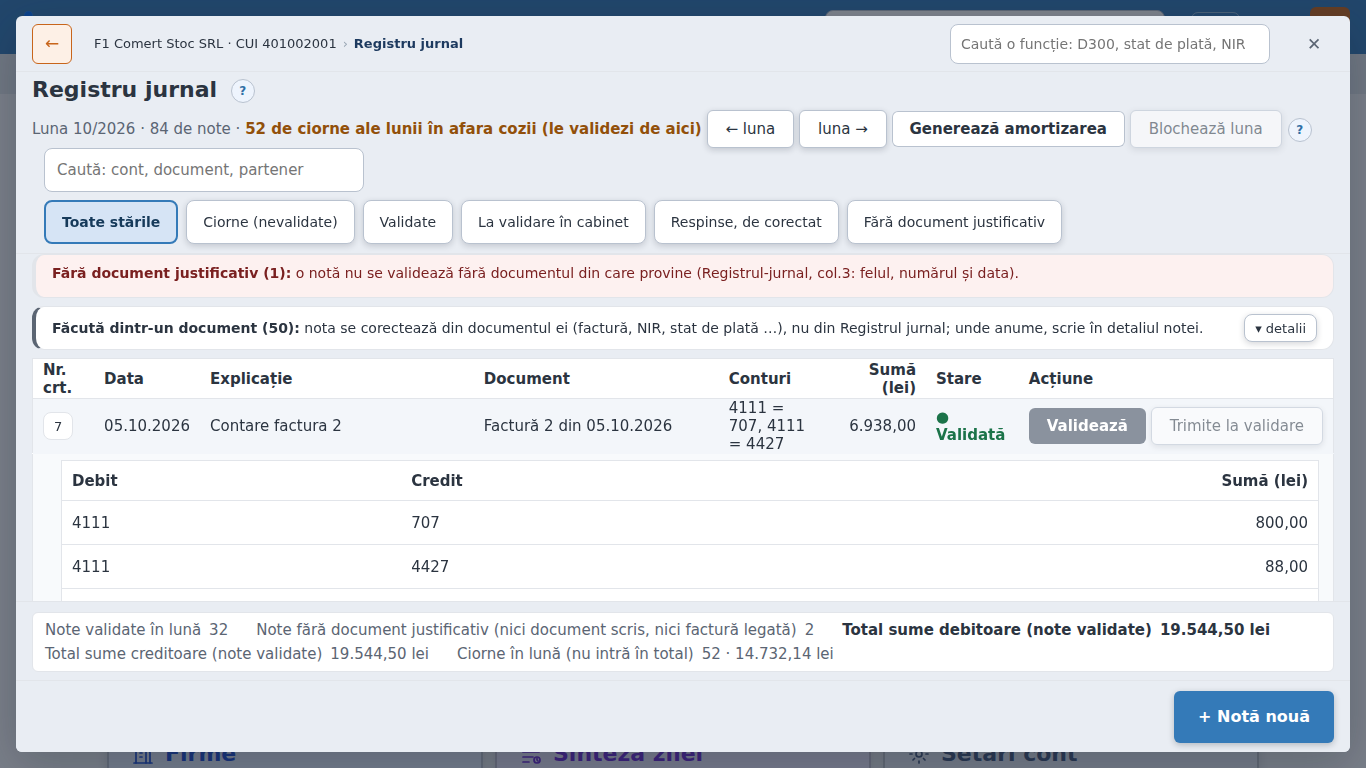 ←
F1 Comert Stoc SRL · CUI 401002001 › Registru jurnal
Caută o funcție: D300, stat de plată, NIR
✕
Registru jurnal ?
Luna 10/2026 · 84 de note · 52 de ciorne ale lunii în afara cozii (le validezi de aici) ← luna luna → Generează amortizarea Blochează luna ?
Caută: cont, document, partener
Toate stările Ciorne (nevalidate) Validate La validare în cabinet Respinse, de corectat Fără document justificativ
Fără document justificativ (1): o notă nu se validează fără documentul din care provine (Registrul-jurnal, col.3: felul, numărul și data).
Făcută dintr-un document (50): nota se corectează din documentul ei (factură, NIR, stat de plată ...), nu din Registrul jurnal; unde anume, scrie în detaliul notei. ▾ detalii
Nr. crt. Data Explicație Document Conturi Sumă (lei) Stare Acțiune
7 05.10.2026 Contare factura 2 Factură 2 din 05.10.2026 4111 = 707, 4111 = 4427 6.938,00 ● Validată Validează Trimite la validare
Debit Credit Sumă (lei)
4111 707 800,00
4111 4427 88,00
Note validate în lună 32 Note fără document justificativ (nici document scris, nici factură legată) 2 Total sume debitoare (note validate) 19.544,50 lei
Total sume creditoare (note validate) 19.544,50 lei Ciorne în lună (nu intră în total) 52 · 14.732,14 lei
+ Notă nouă
Firme Sinteza zilei Setări cont